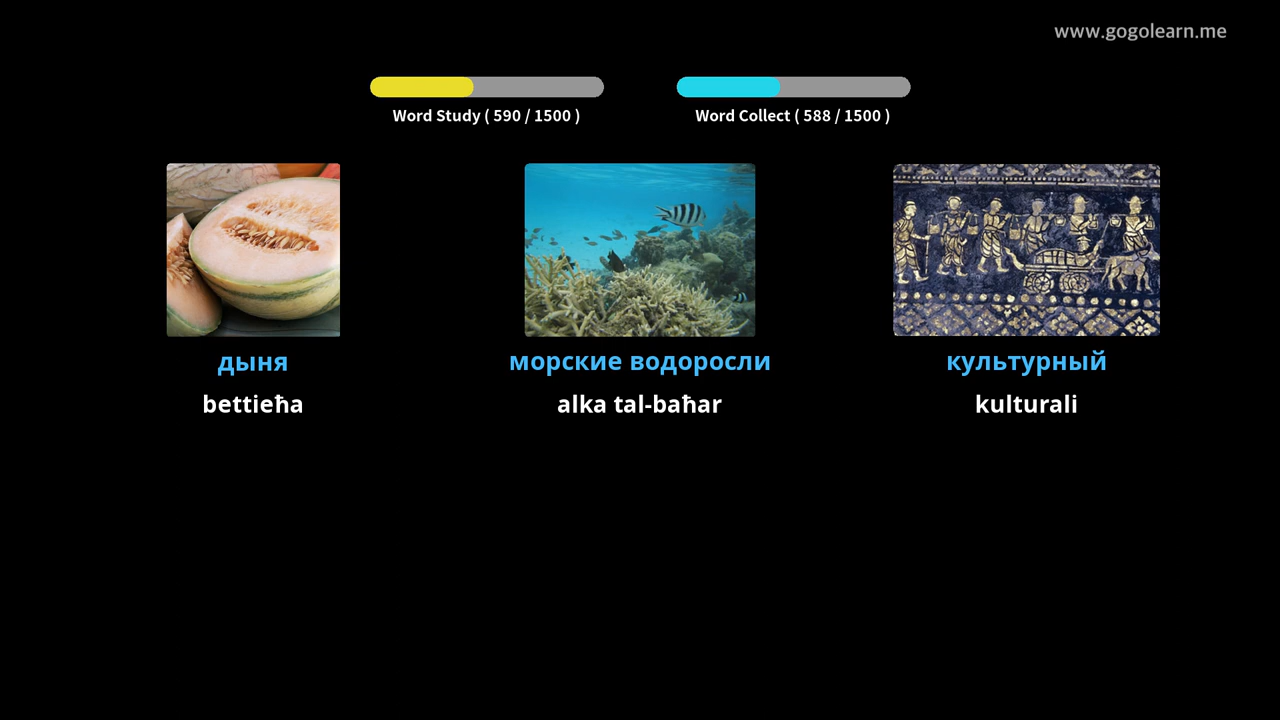 www.gogolearn.me
Word Study ( 590 / 1500 )
Word Collect ( 588 / 1500 )
дыня
морские водоросли
культурный
bettieħa
alka tal-baħar
kulturali